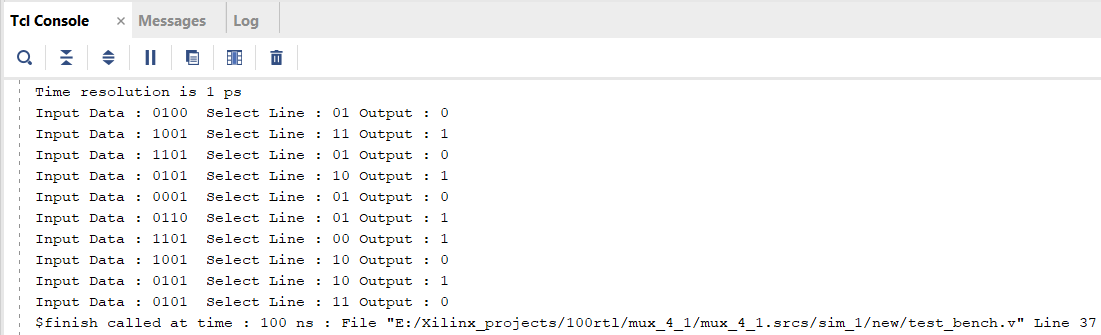 Tcl Console × Messages Log
Time resolution is 1 ps
Input Data : 0100  Select Line : 01 Output : 0
Input Data : 1001  Select Line : 11 Output : 1
Input Data : 1101  Select Line : 01 Output : 0
Input Data : 0101  Select Line : 10 Output : 1
Input Data : 0001  Select Line : 01 Output : 0
Input Data : 0110  Select Line : 01 Output : 1
Input Data : 1101  Select Line : 00 Output : 1
Input Data : 1001  Select Line : 10 Output : 0
Input Data : 0101  Select Line : 10 Output : 1
Input Data : 0101  Select Line : 11 Output : 0
$finish called at time : 100 ns : File "E:/Xilinx_projects/100rtl/mux_4_1/mux_4_1.srcs/sim_1/new/test_bench.v" Line 37